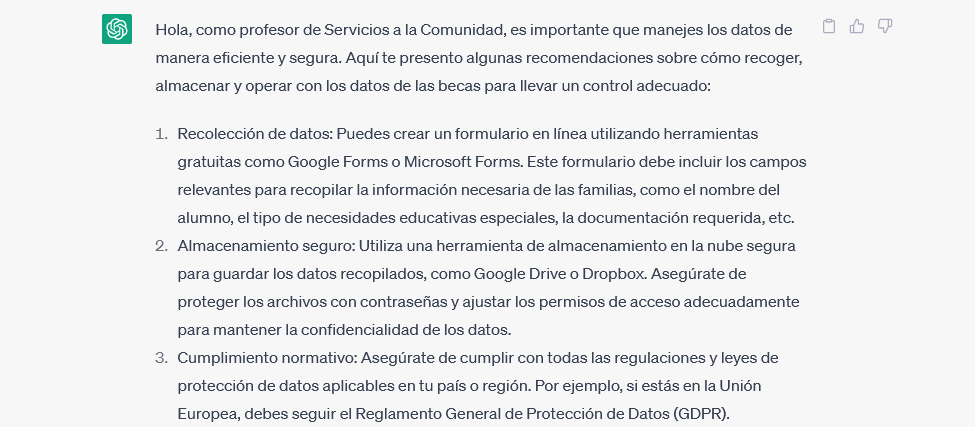 Hola, como profesor de Servicios a la Comunidad, es importante que manejes los datos de
manera eficiente y segura. Aquí te presento algunas recomendaciones sobre cómo recoger,
almacenar y operar con los datos de las becas para llevar un control adecuado:
1. Recolección de datos: Puedes crear un formulario en línea utilizando herramientas
gratuitas como Google Forms o Microsoft Forms. Este formulario debe incluir los campos
relevantes para recopilar la información necesaria de las familias, como el nombre del
alumno, el tipo de necesidades educativas especiales, la documentación requerida, etc.
2. Almacenamiento seguro: Utiliza una herramienta de almacenamiento en la nube segura
para guardar los datos recopilados, como Google Drive o Dropbox. Asegúrate de
proteger los archivos con contraseñas y ajustar los permisos de acceso adecuadamente
para mantener la confidencialidad de los datos.
3. Cumplimiento normativo: Asegúrate de cumplir con todas las regulaciones y leyes de
protección de datos aplicables en tu país o región. Por ejemplo, si estás en la Unión
Europea, debes seguir el Reglamento General de Protección de Datos (GDPR).